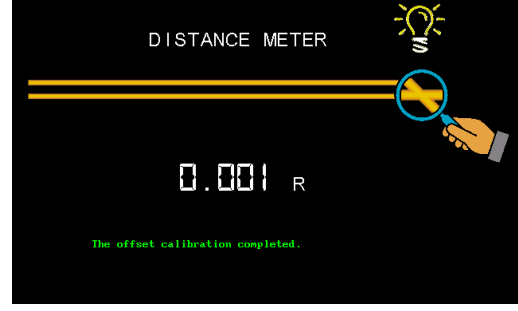 DISTANCE METER
0.001 R
The offset calibration completed.